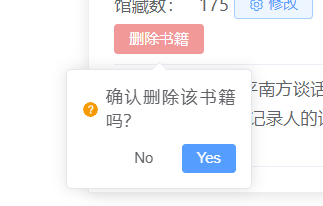 馆藏数： 175 修改
删除书籍
平南方谈话
确认删除该书籍
吗？
记录人的
No Yes